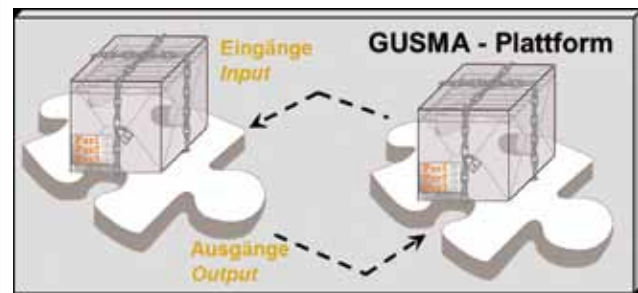 GUSMA - Plattform
Eingänge
Input
Ausgänge
Output